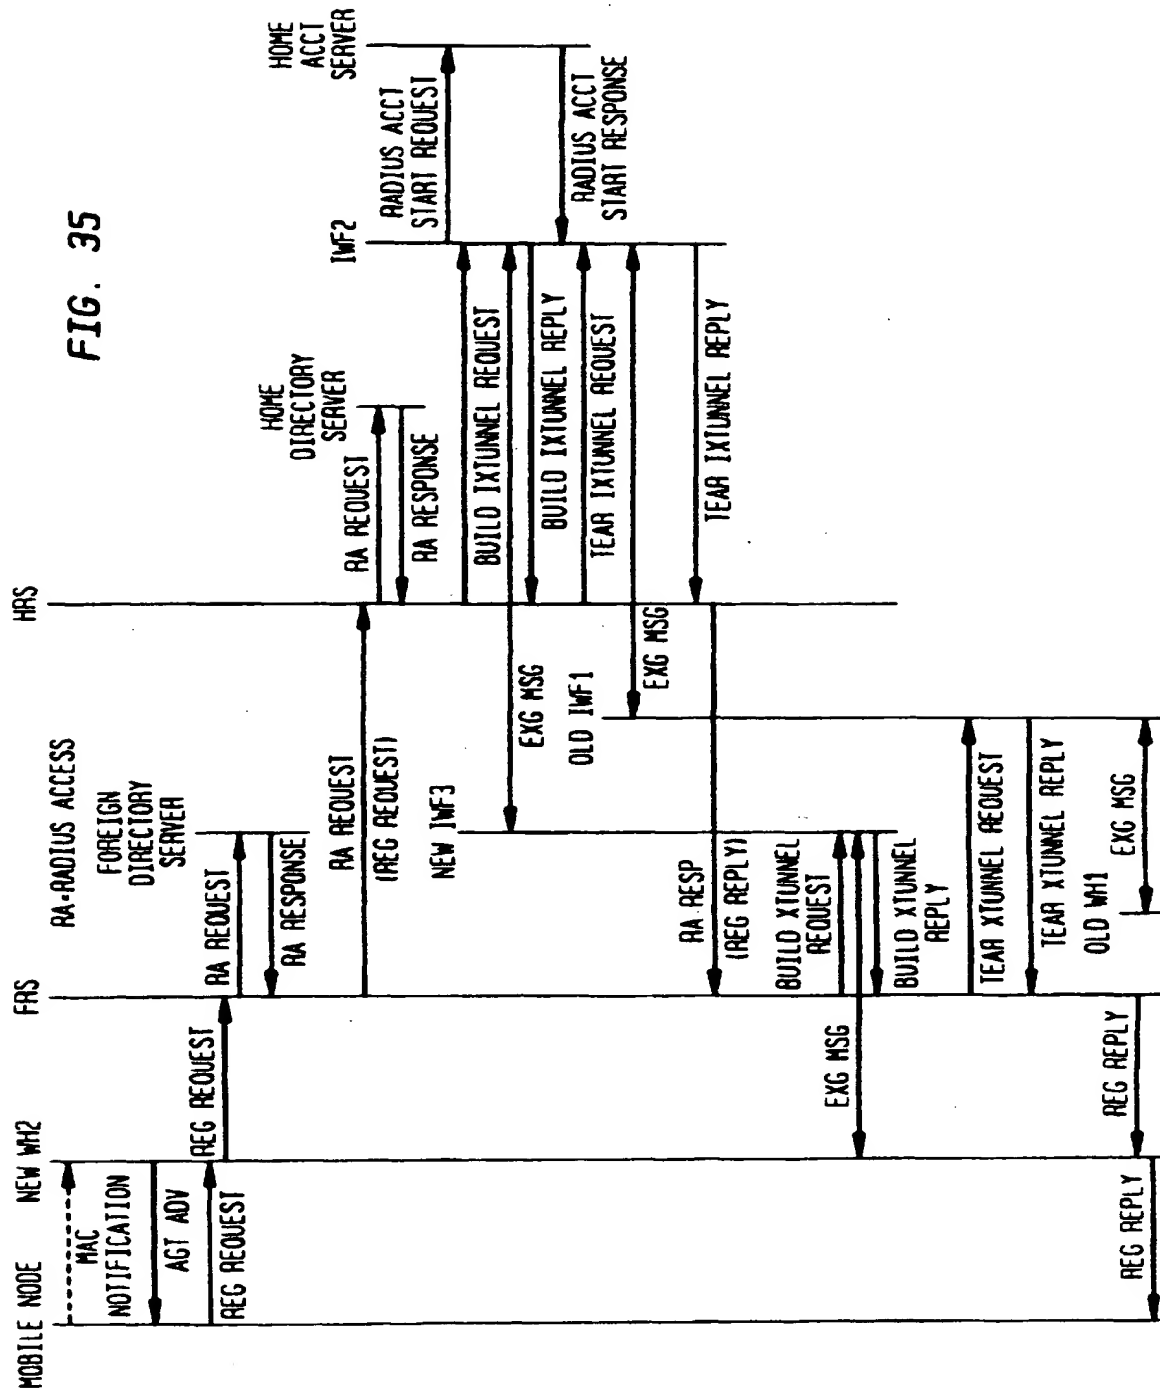 FIG. 35
MOBILE NODE
NEW WH2
FRS
RA-RADIUS ACCESS
HRS
MAC
NOTIFICATION
AGT ADV
REG REQUEST
REG REQUEST
FOREIGN
DIRECTORY
SERVER
RA REQUEST
RA RESPONSE
RA REQUEST
(REG REQUEST)
HOME
DIRECTORY
SERVER
RA REQUEST
RA RESPONSE
IWF2
HOME
ACCT
SERVER
RADIUS ACCT
START REQUEST
BUILD IXTUNNEL REQUEST
NEW IWF3
EXG MSG
BUILD IXTUNNEL REPLY
RADIUS ACCT
START RESPONSE
TEAR IXTUNNEL REQUEST
OLD IWF1
EXG MSG
TEAR IXTUNNEL REPLY
RA RESP
(REG REPLY)
BUILD XTUNNEL
REQUEST
EXG MSG
BUILD XTUNNEL
REPLY
TEAR XTUNNEL REQUEST
TEAR XTUNNEL REPLY
OLD WH1
EXG MSG
REG REPLY
REG REPLY